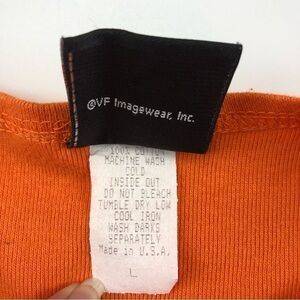 ©VF Imagewear, Inc.
100% COTTON
MACHINE WASH
COLD
INSIDE OUT
DO NOT BLEACH
TUMBLE DRY LOW
COOL IRON
WASH DARKS
SEPARATELY
Made in U.S.A.
L